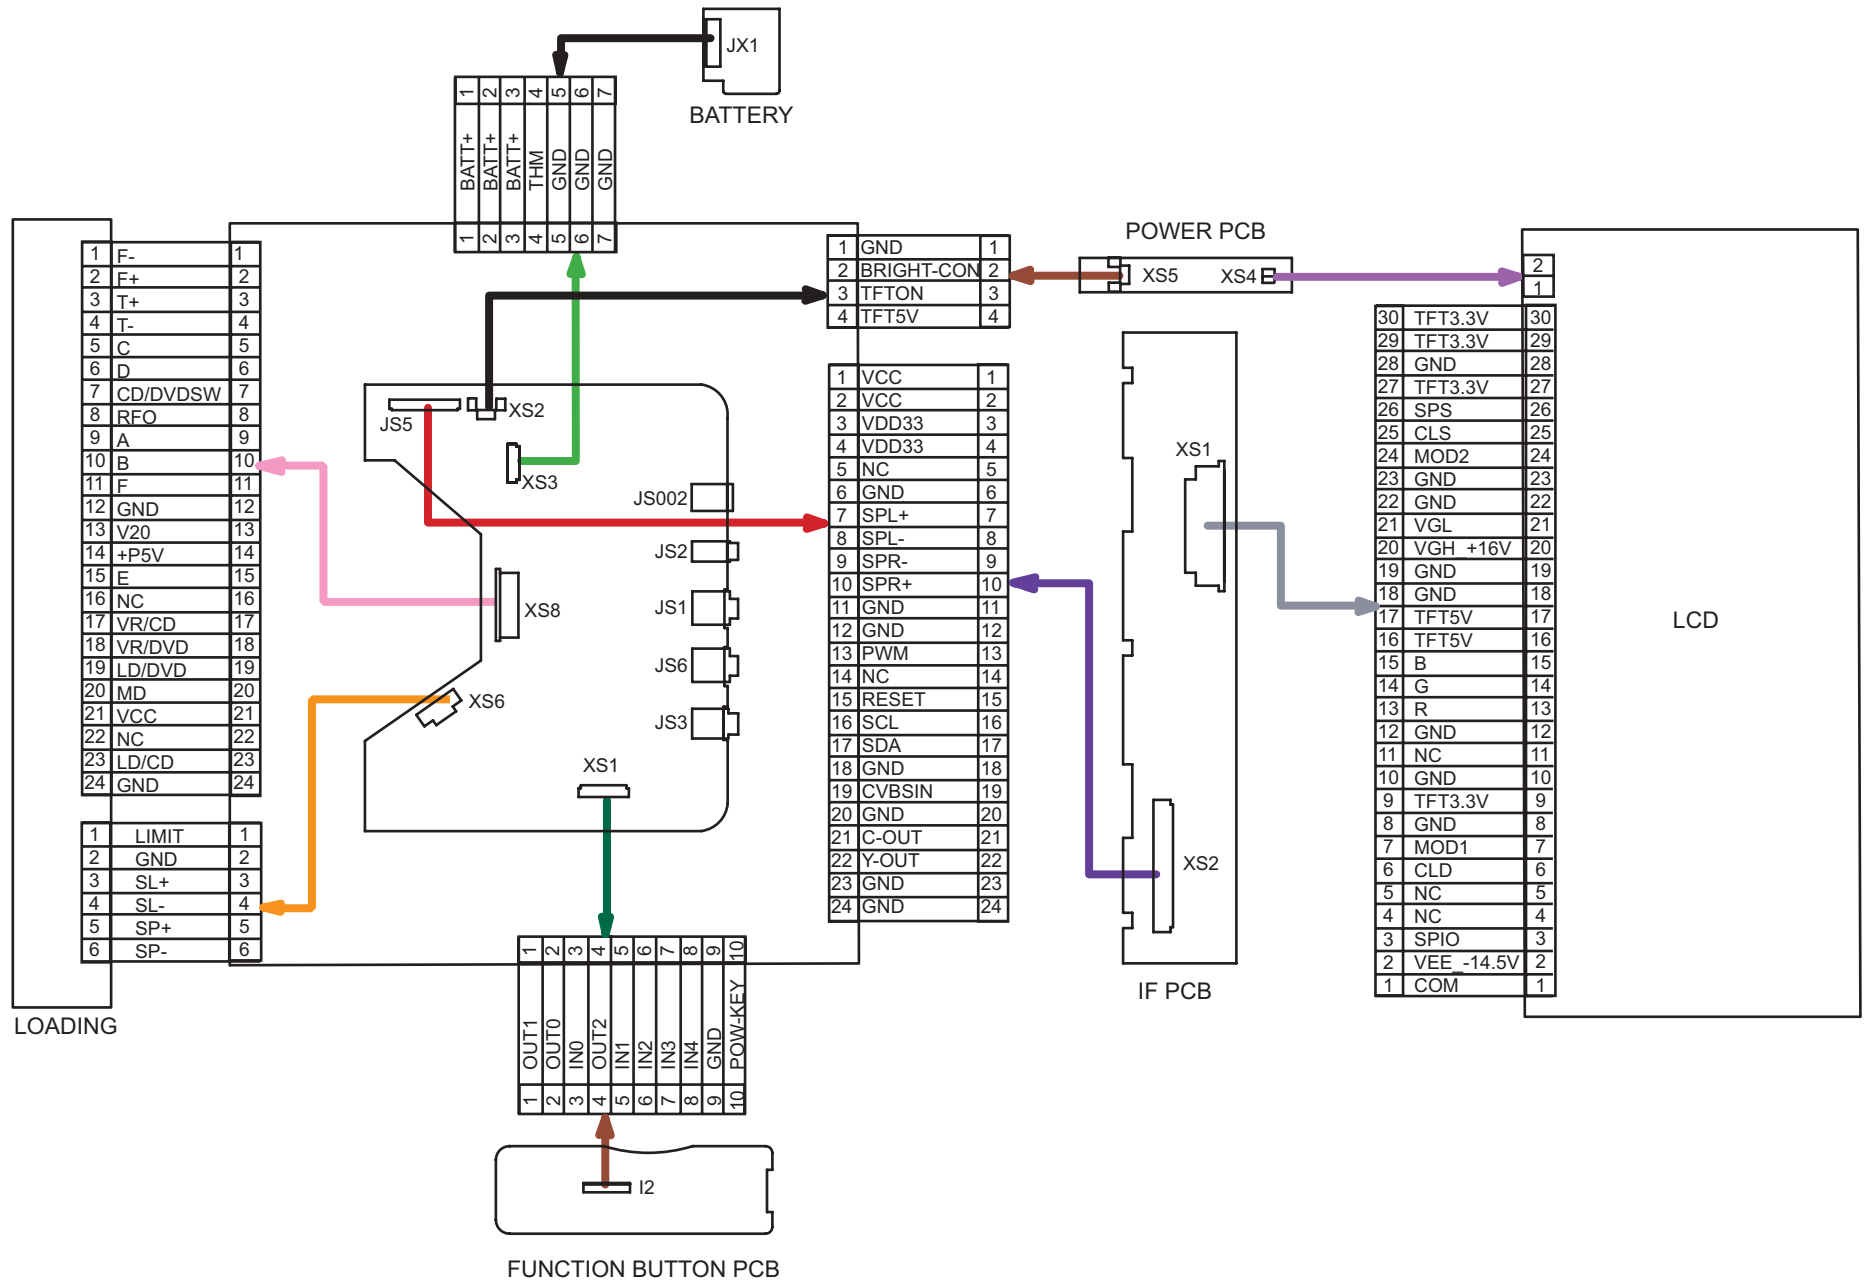 JX1
BATTERY
1 2 3 4 5 6 7
BATT+ BATT+ BATT+ THM GND GND GND
1 2 3 4 5 6 7
1 F- 1
2 F+ 2
3 T+ 3
4 T- 4
5 C 5
6 D 6
7 CD/DVDSW 7
8 RFO 8
9 A 9
10 B 10
11 F 11
12 GND 12
13 V20 13
14 +P5V 14
15 E 15
16 NC 16
17 VR/CD 17
18 VR/DVD 18
19 LD/DVD 19
20 MD 20
21 VCC 21
22 NC 22
23 LD/CD 23
24 GND 24
1 LIMIT 1
2 GND 2
3 SL+ 3
4 SL- 4
5 SP+ 5
6 SP- 6
LOADING
JS5
XS2
XS3
JS002
JS2
JS1
JS6
JS3
XS8
XS6
XS1
1 GND 1
2 BRIGHT-CON 2
3 TFTON 3
4 TFT5V 4
1 VCC 1
2 VCC 2
3 VDD33 3
4 VDD33 4
5 NC 5
6 GND 6
7 SPL+ 7
8 SPL- 8
9 SPR- 9
10 SPR+ 10
11 GND 11
12 GND 12
13 PWM 13
14 NC 14
15 RESET 15
16 SCL 16
17 SDA 17
18 GND 18
19 CVBSIN 19
20 GND 20
21 C-OUT 21
22 Y-OUT 22
23 GND 23
24 GND 24
POWER PCB
XS5 XS4
XS1
XS2
IF PCB
2
1
30 TFT3.3V 30
29 TFT3.3V 29
28 GND 28
27 TFT3.3V 27
26 SPS 26
25 CLS 25
24 MOD2 24
23 GND 23
22 GND 22
21 VGL 21
20 VGH_+16V 20
19 GND 19
18 GND 18
17 TFT5V 17
16 TFT5V 16
15 B 15
14 G 14
13 R 13
12 GND 12
11 NC 11
10 GND 10
9 TFT3.3V 9
8 GND 8
7 MOD1 7
6 CLD 6
5 NC 5
4 NC 4
3 SPIO 3
2 VEE_-14.5V 2
1 COM 1
LCD
1 2 3 4 5 6 7 8 9 10
OUT1 OUT0 IN0 OUT2 IN1 IN2 IN3 IN4 GND POW-KEY
1 2 3 4 5 6 7 8 9 10
I2
FUNCTION BUTTON PCB